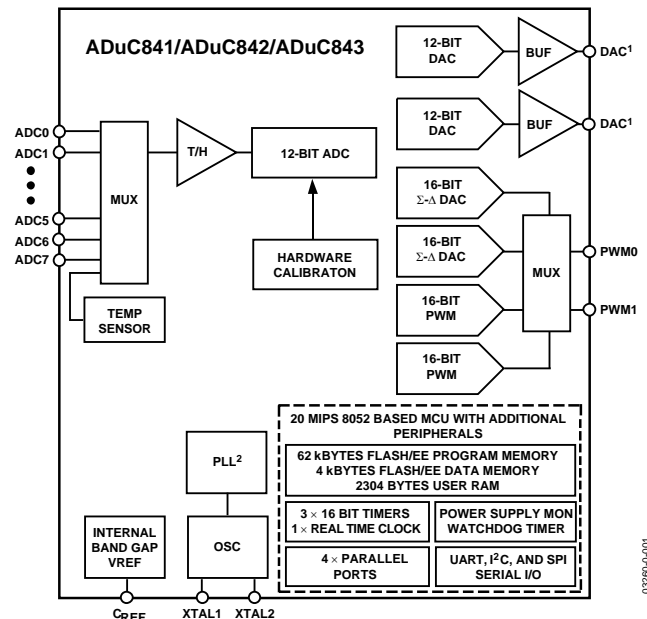 ADuC841/ADuC842/ADuC843
12-BIT
DAC
BUF
DAC¹
12-BIT
DAC
BUF
DAC¹
ADC0
ADC1
ADC5
ADC6
ADC7
MUX
T/H
12-BIT ADC
HARDWARE
CALIBRATON
TEMP
SENSOR
16-BIT
Σ-Δ DAC
16-BIT
Σ-Δ DAC
16-BIT
PWM
16-BIT
PWM
MUX
PWM0
PWM1
20 MIPS 8052 BASED MCU WITH ADDITIONAL
PERIPHERALS
62 kBYTES FLASH/EE PROGRAM MEMORY
4 kBYTES FLASH/EE DATA MEMORY
2304 BYTES USER RAM
3 × 16 BIT TIMERS
1 × REAL TIME CLOCK
POWER SUPPLY MON
WATCHDOG TIMER
4 × PARALLEL
PORTS
UART, I²C, AND SPI
SERIAL I/O
PLL²
OSC
INTERNAL
BAND GAP
VREF
CREF
XTAL1
XTAL2
03260-0-001